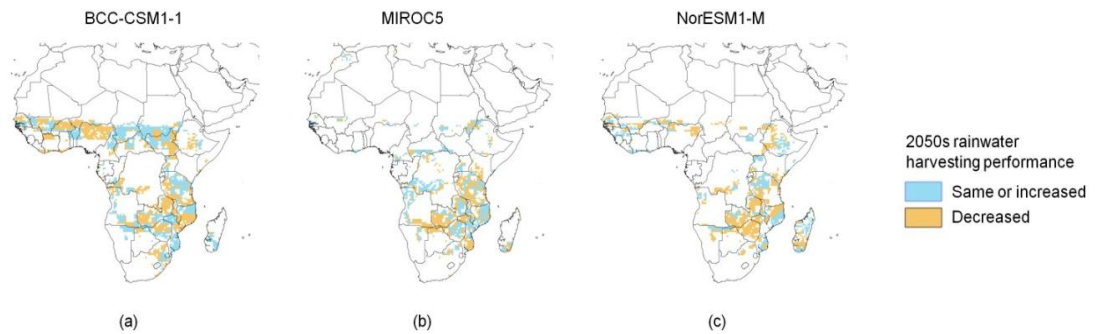 BCC-CSM1-1
MIROC5
NorESM1-M
2050s rainwater
harvesting performance
Same or increased
Decreased
(a)
(b)
(c)